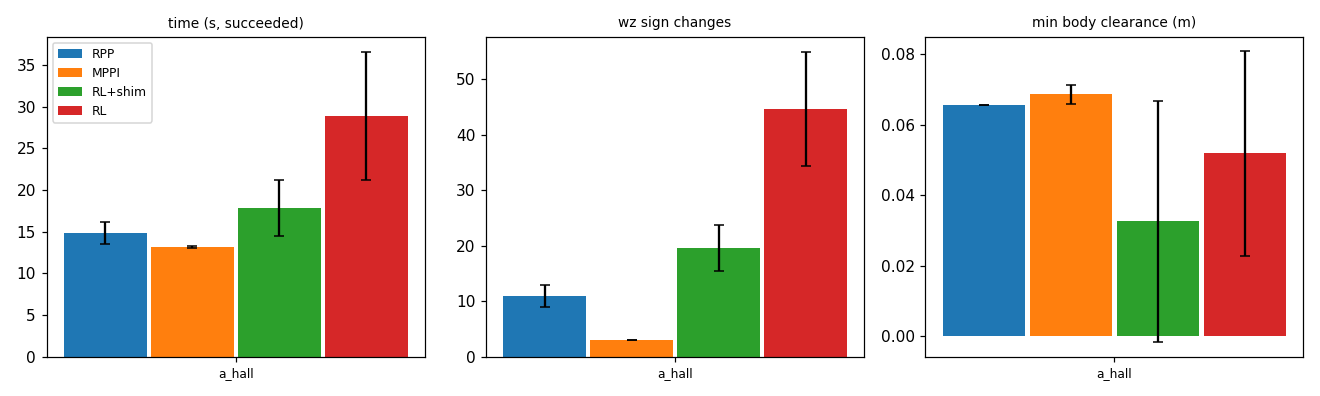 time (s, succeeded)
35
30
25
20
15
10
5
0
RPP
MPPI
RL+shim
RL
a_hall
wz sign changes
50
40
30
20
10
0
a_hall
min body clearance (m)
0.08
0.06
0.04
0.02
0.00
a_hall